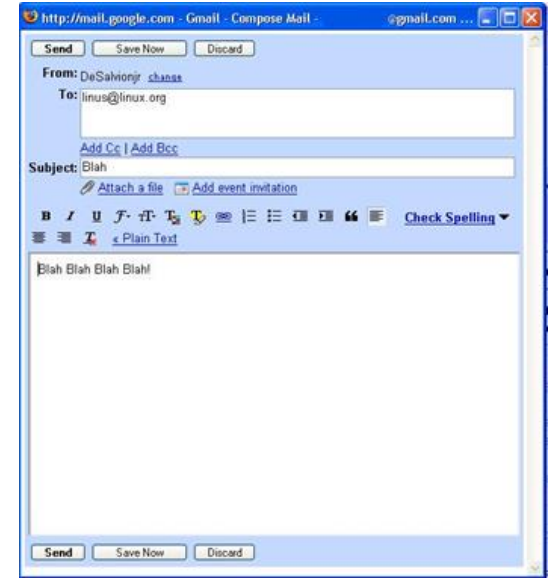 http://mail.google.com - Gmail - Compose Mail - @gmail.com ...
Send Save Now Discard
From: DeSalvionjr change
To: linus@linux.org
Add Cc | Add Bcc
Subject: Blah
Attach a file Add event invitation
B I U Check Spelling
« Plain Text
Blah Blah Blah Blah!
Send Save Now Discard